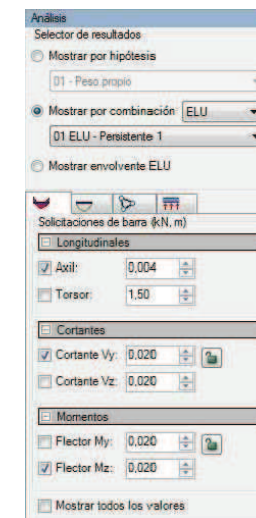 Análisis
Selector de resultados
Mostrar por hipótesis
01 - Peso propio
Mostrar por combinación ELU
01 ELU - Persistente 1
Mostrar envolvente ELU
Solicitaciones de barra (kN, m)
Longitudinales
Axil: 0,004
Torsor: 1,50
Cortantes
Cortante Vy: 0,020
Cortante Vz: 0,020
Momentos
Flector My: 0,020
Flector Mz: 0,020
Mostrar todos los valores